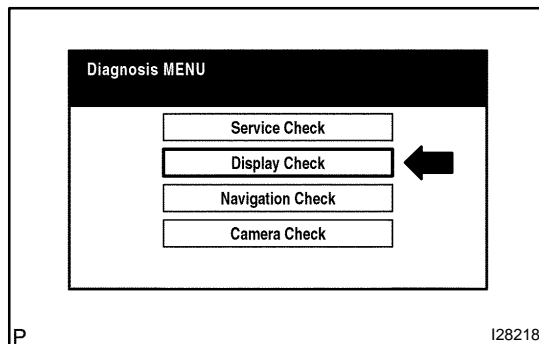 Diagnosis MENU
Service Check
Display Check
Navigation Check
Camera Check
P
I28218